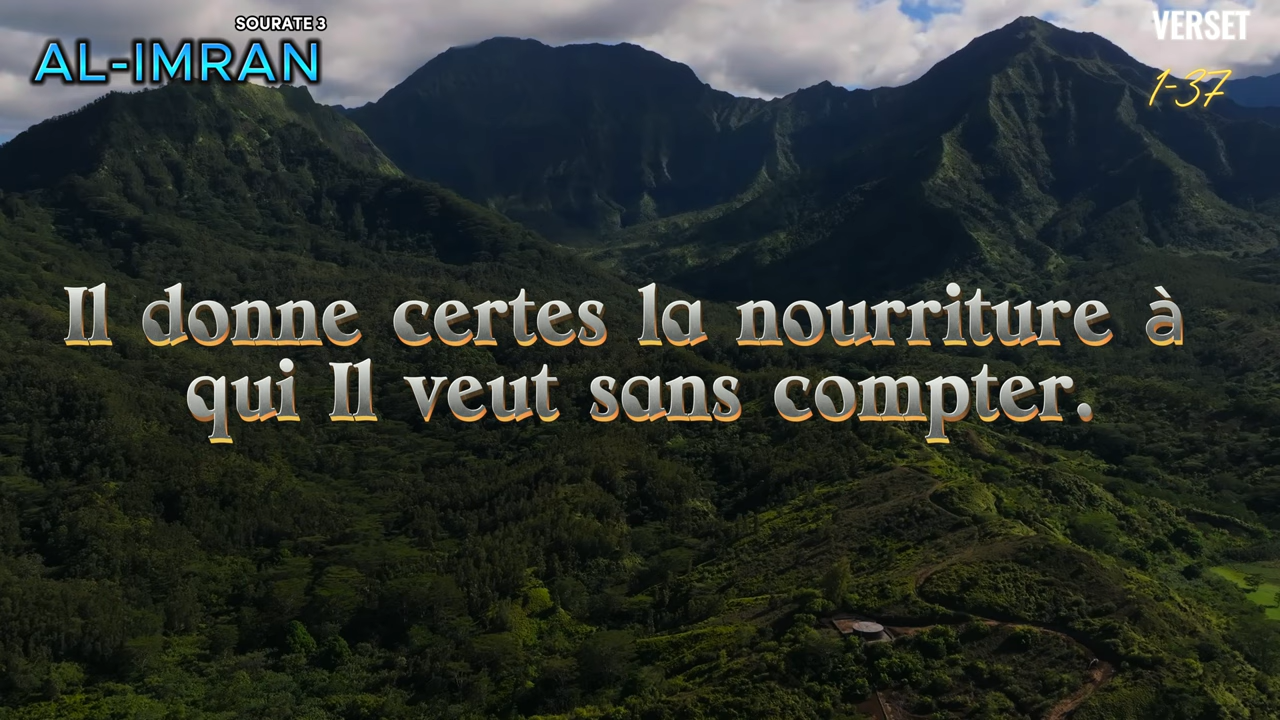 SOURATE 3
AL-IMRAN
VERSET
1-37
Il donne certes la nourriture à
qui Il veut sans compter.